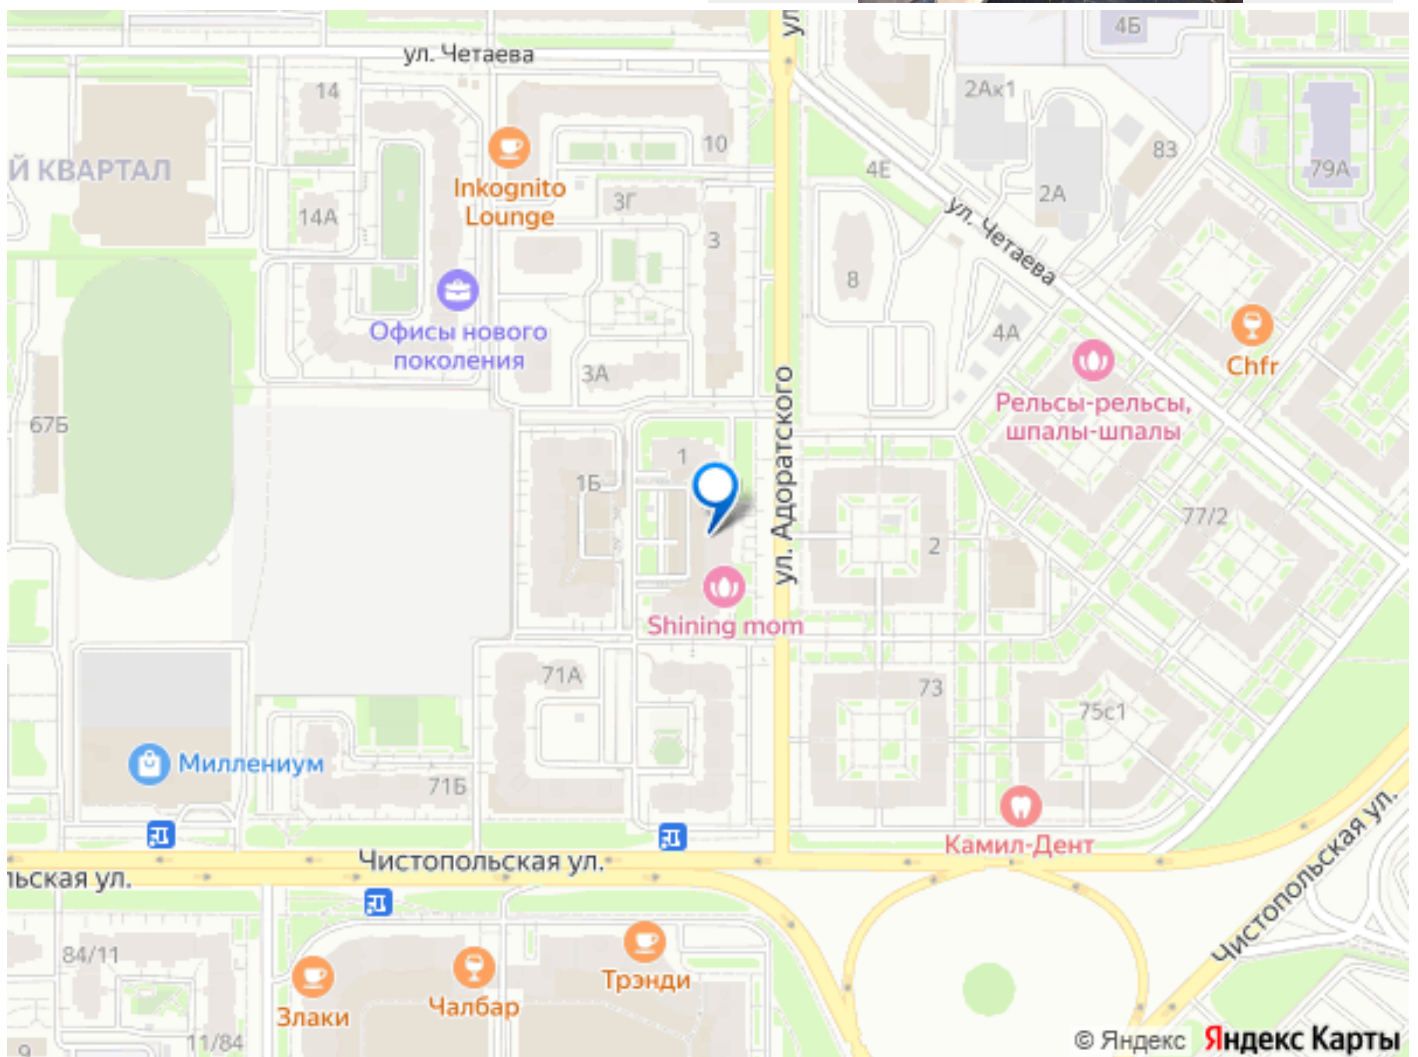 ул. Четаева
ул.
4Б
14
2Ак1
10
83
Й КВАРТАЛ
4Е
79А
Inkognito
Lounge
3Г
2А
14А
ул. Четаева
3
8
Офисы нового
поколения
4А
Chfr
3А
Рельсы-рельсы,
шпалы-шпалы
67Б
ул. Адоратского
1
1Б
77/2
2
Shining mom
71А
73
75с1
Миллениум
71Б
Камил-Дент
Чистопольская ул.
льская ул.
Чистопольская ул.
84/11
Трэнди
Чалбар
Злаки
11/84
9
© Яндекс Яндекс Карты